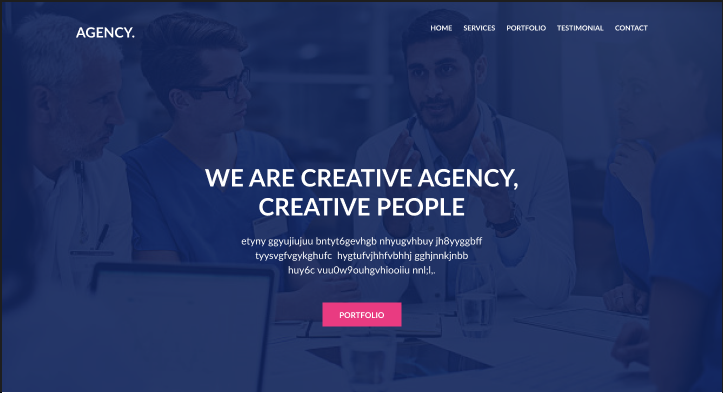 AGENCY.
HOME SERVICES PORTFOLIO TESTIMONIAL CONTACT
WE ARE CREATIVE AGENCY,
CREATIVE PEOPLE
etyny ggyujiujuu bntyt6gevhgb nhyugvhbuy jh8yyggbff
tyysvgfvgykghufc hygtufvjhhfvbhhj gghjnnkjnbb
huy6c vuu0w9ouhgvhiooiiu nnl;l,.
PORTFOLIO